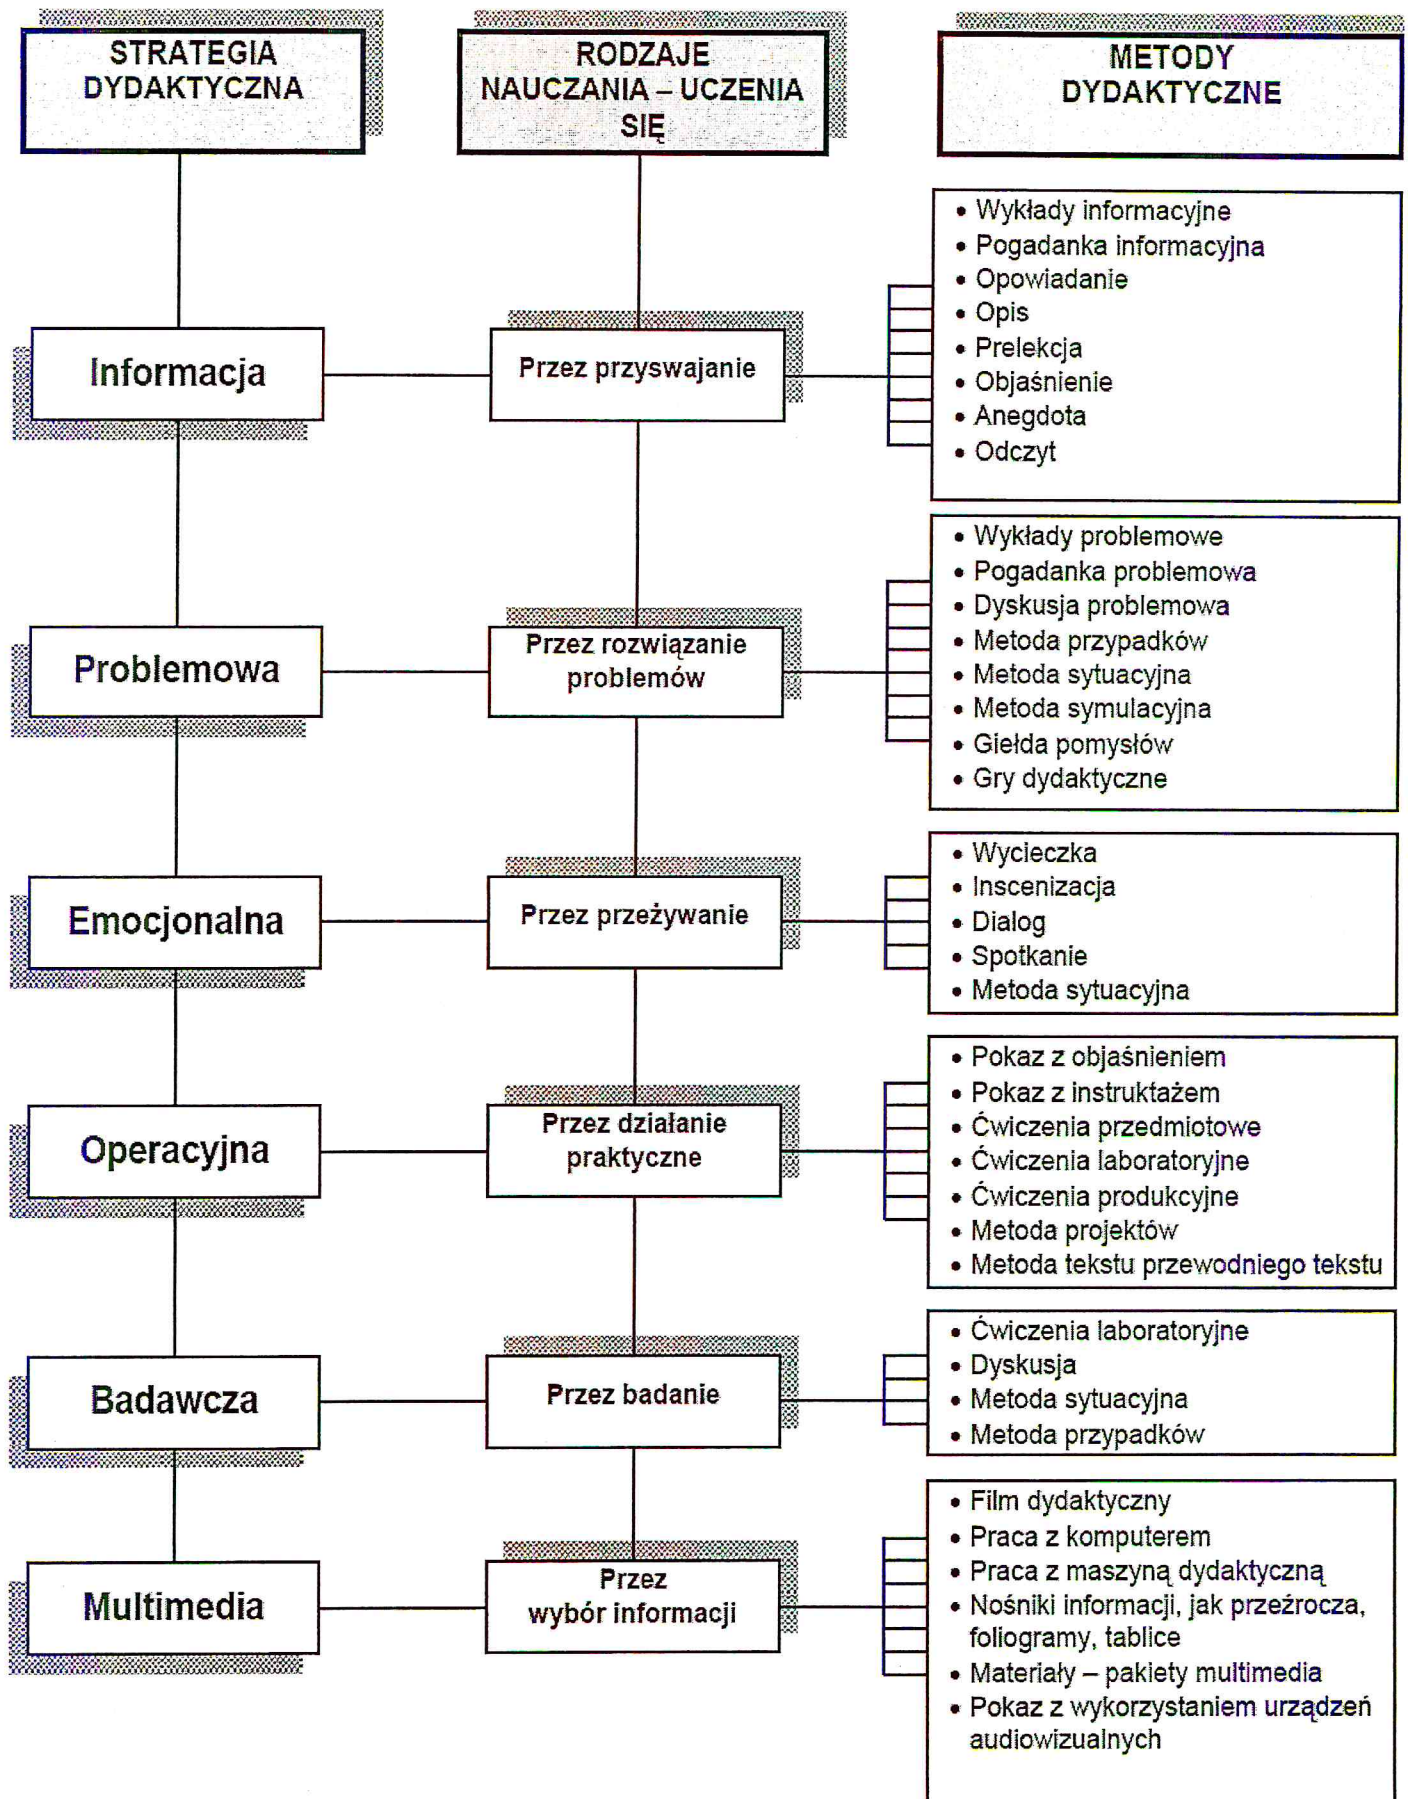 STRATEGIA
DYDAKTYCZNA
RODZAJE
NAUCZANIA – UCZENIA
SIĘ
METODY
DYDAKTYCZNE
Informacja
Przez przyswajanie
• Wykłady informacyjne
• Pogadanka informacyjna
• Opowiadanie
• Opis
• Prelekcja
• Objaśnienie
• Anegdota
• Odczyt
Problemowa
Przez rozwiązanie
problemów
• Wykłady problemowe
• Pogadanka problemowa
• Dyskusja problemowa
• Metoda przypadków
• Metoda sytuacyjna
• Metoda symulacyjna
• Giełda pomysłów
• Gry dydaktyczne
Emocjonalna
Przez przeżywanie
• Wycieczka
• Inscenizacja
• Dialog
• Spotkanie
• Metoda sytuacyjna
Operacyjna
Przez działanie
praktyczne
• Pokaz z objaśnieniem
• Pokaz z instruktażem
• Ćwiczenia przedmiotowe
• Ćwiczenia laboratoryjne
• Ćwiczenia produkcyjne
• Metoda projektów
• Metoda tekstu przewodniego tekstu
Badawcza
Przez badanie
• Ćwiczenia laboratoryjne
• Dyskusja
• Metoda sytuacyjna
• Metoda przypadków
Multimedia
Przez
wybór informacji
• Film dydaktyczny
• Praca z komputerem
• Praca z maszyną dydaktyczną
• Nośniki informacji, jak przeźrocza,
foliogramy, tablice
• Materiały – pakiety multimedia
• Pokaz z wykorzystaniem urządzeń
audiowizualnych